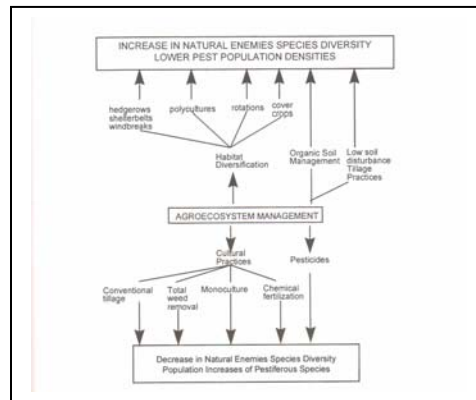 INCREASE IN NATURAL ENEMIES SPECIES DIVERSITY
LOWER PEST POPULATION DENSITIES
hedgerows
shelterbelts
windbreaks
polycultures
rotations
cover
crops
Habitat
Diversification
Organic Soil
Management
Low soil
disturbance
Tillage
Practices
AGROECOSYSTEM MANAGEMENT
Cultural
Practices
Pesticides
Conventional
tillage
Total
weed
removal
Monoculture
Chemical
fertilization
Decrease in Natural Enemies Species Diversity
Population Increases of Pestiferous Species